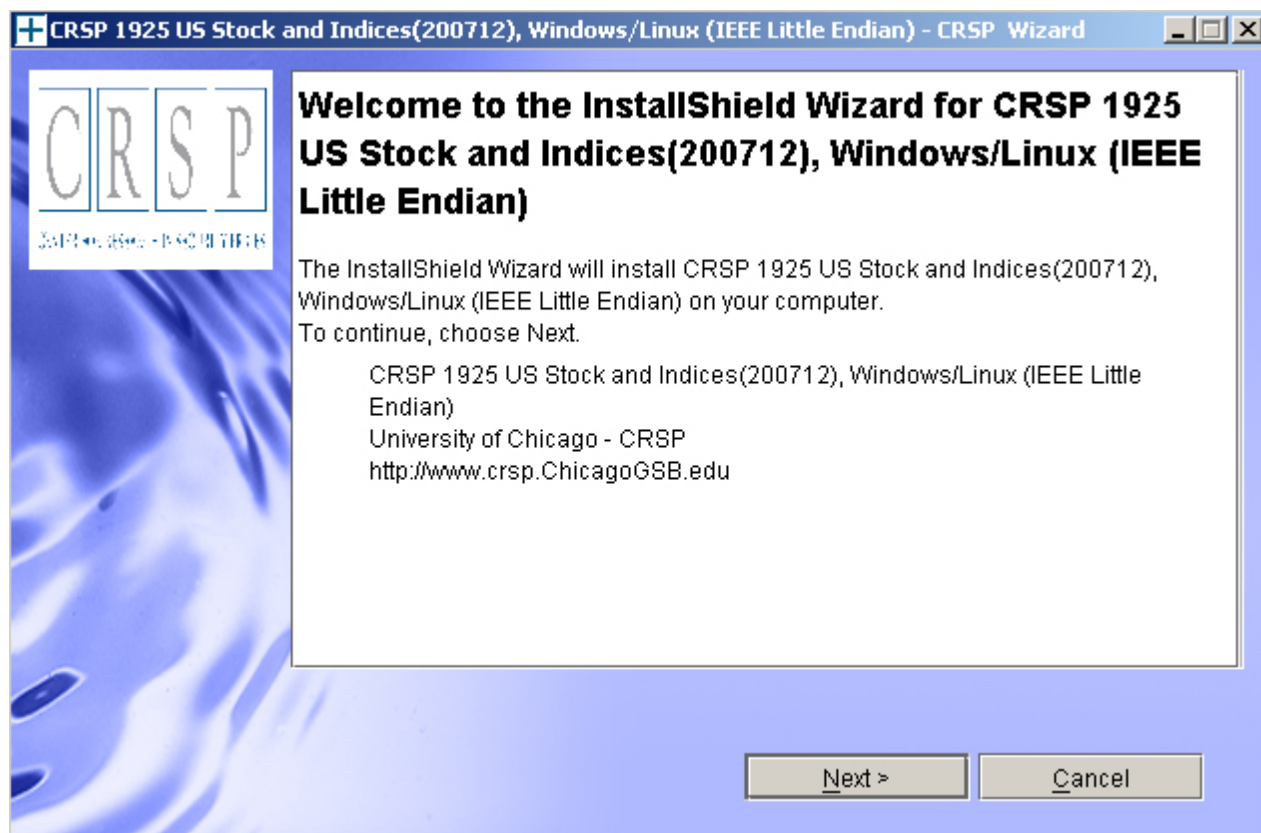 CRSP 1925 US Stock and Indices(200712), Windows/Linux (IEEE Little Endian) - CRSP Wizard
CRSP
Welcome to the InstallShield Wizard for CRSP 1925
US Stock and Indices(200712), Windows/Linux (IEEE
Little Endian)
The InstallShield Wizard will install CRSP 1925 US Stock and Indices(200712),
Windows/Linux (IEEE Little Endian) on your computer.
To continue, choose Next.
CRSP 1925 US Stock and Indices(200712), Windows/Linux (IEEE Little
Endian)
University of Chicago - CRSP
http://www.crsp.ChicagoGSB.edu
Next >
Cancel